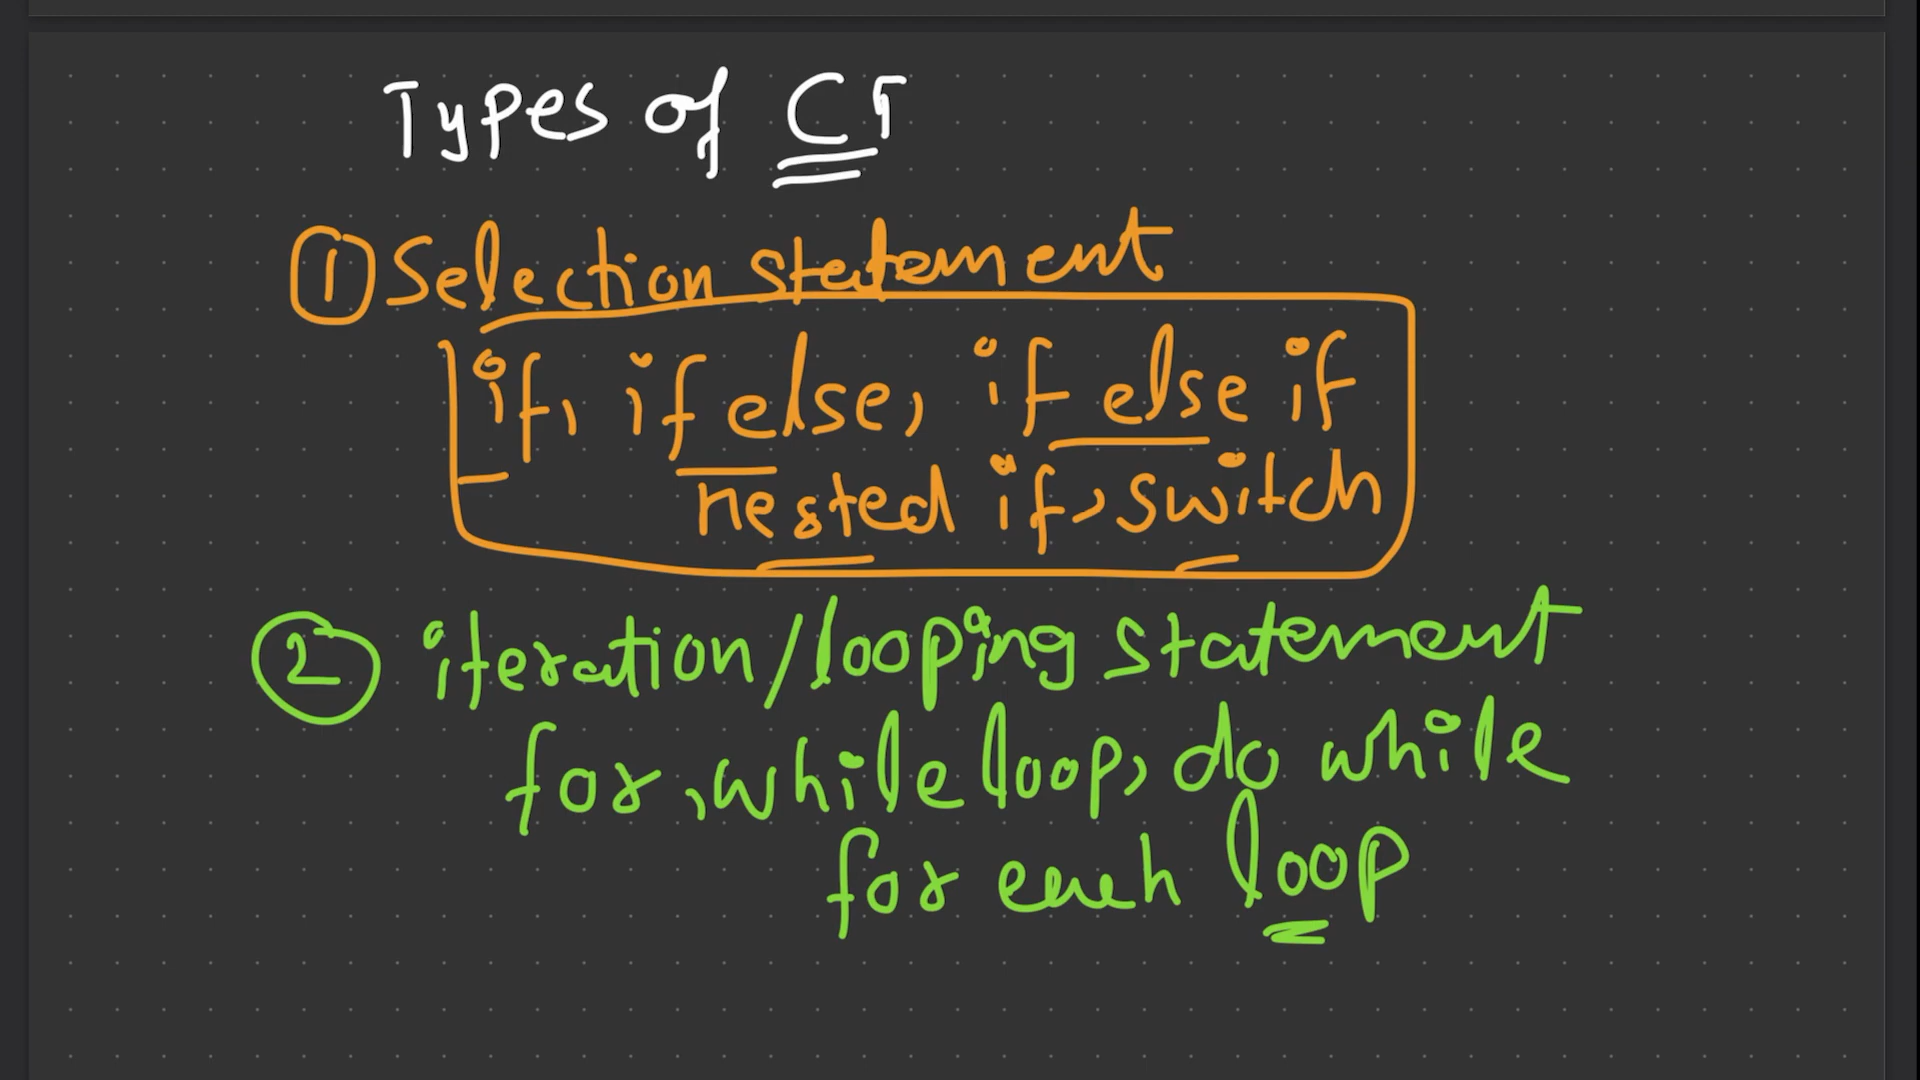 Types of CT
① Selection statement
if, if else, if else if
nested if, switch
② iteration/looping statement
for, while loop, do while
for each loop